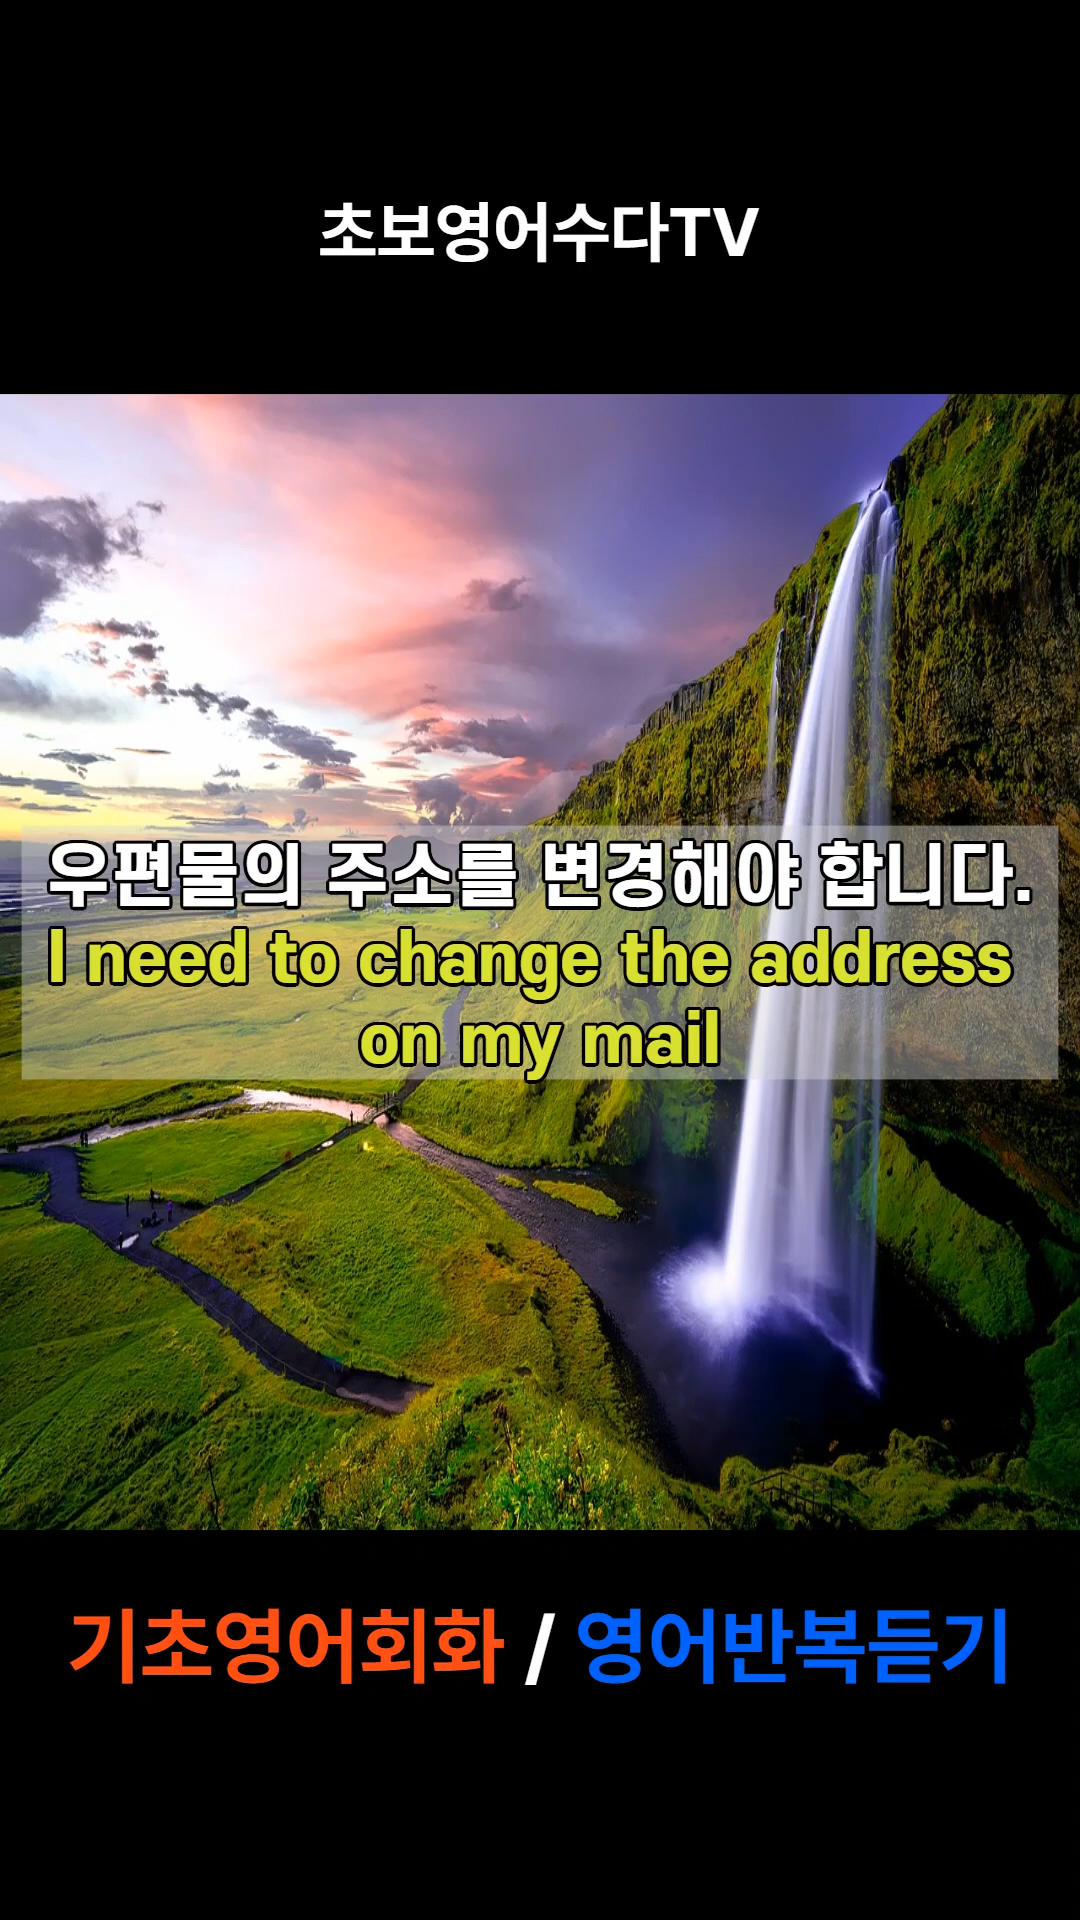 초보영어수다TV
우편물의 주소를 변경해야 합니다.
I need to change the address
on my mail
기초영어회화 / 영어반복듣기